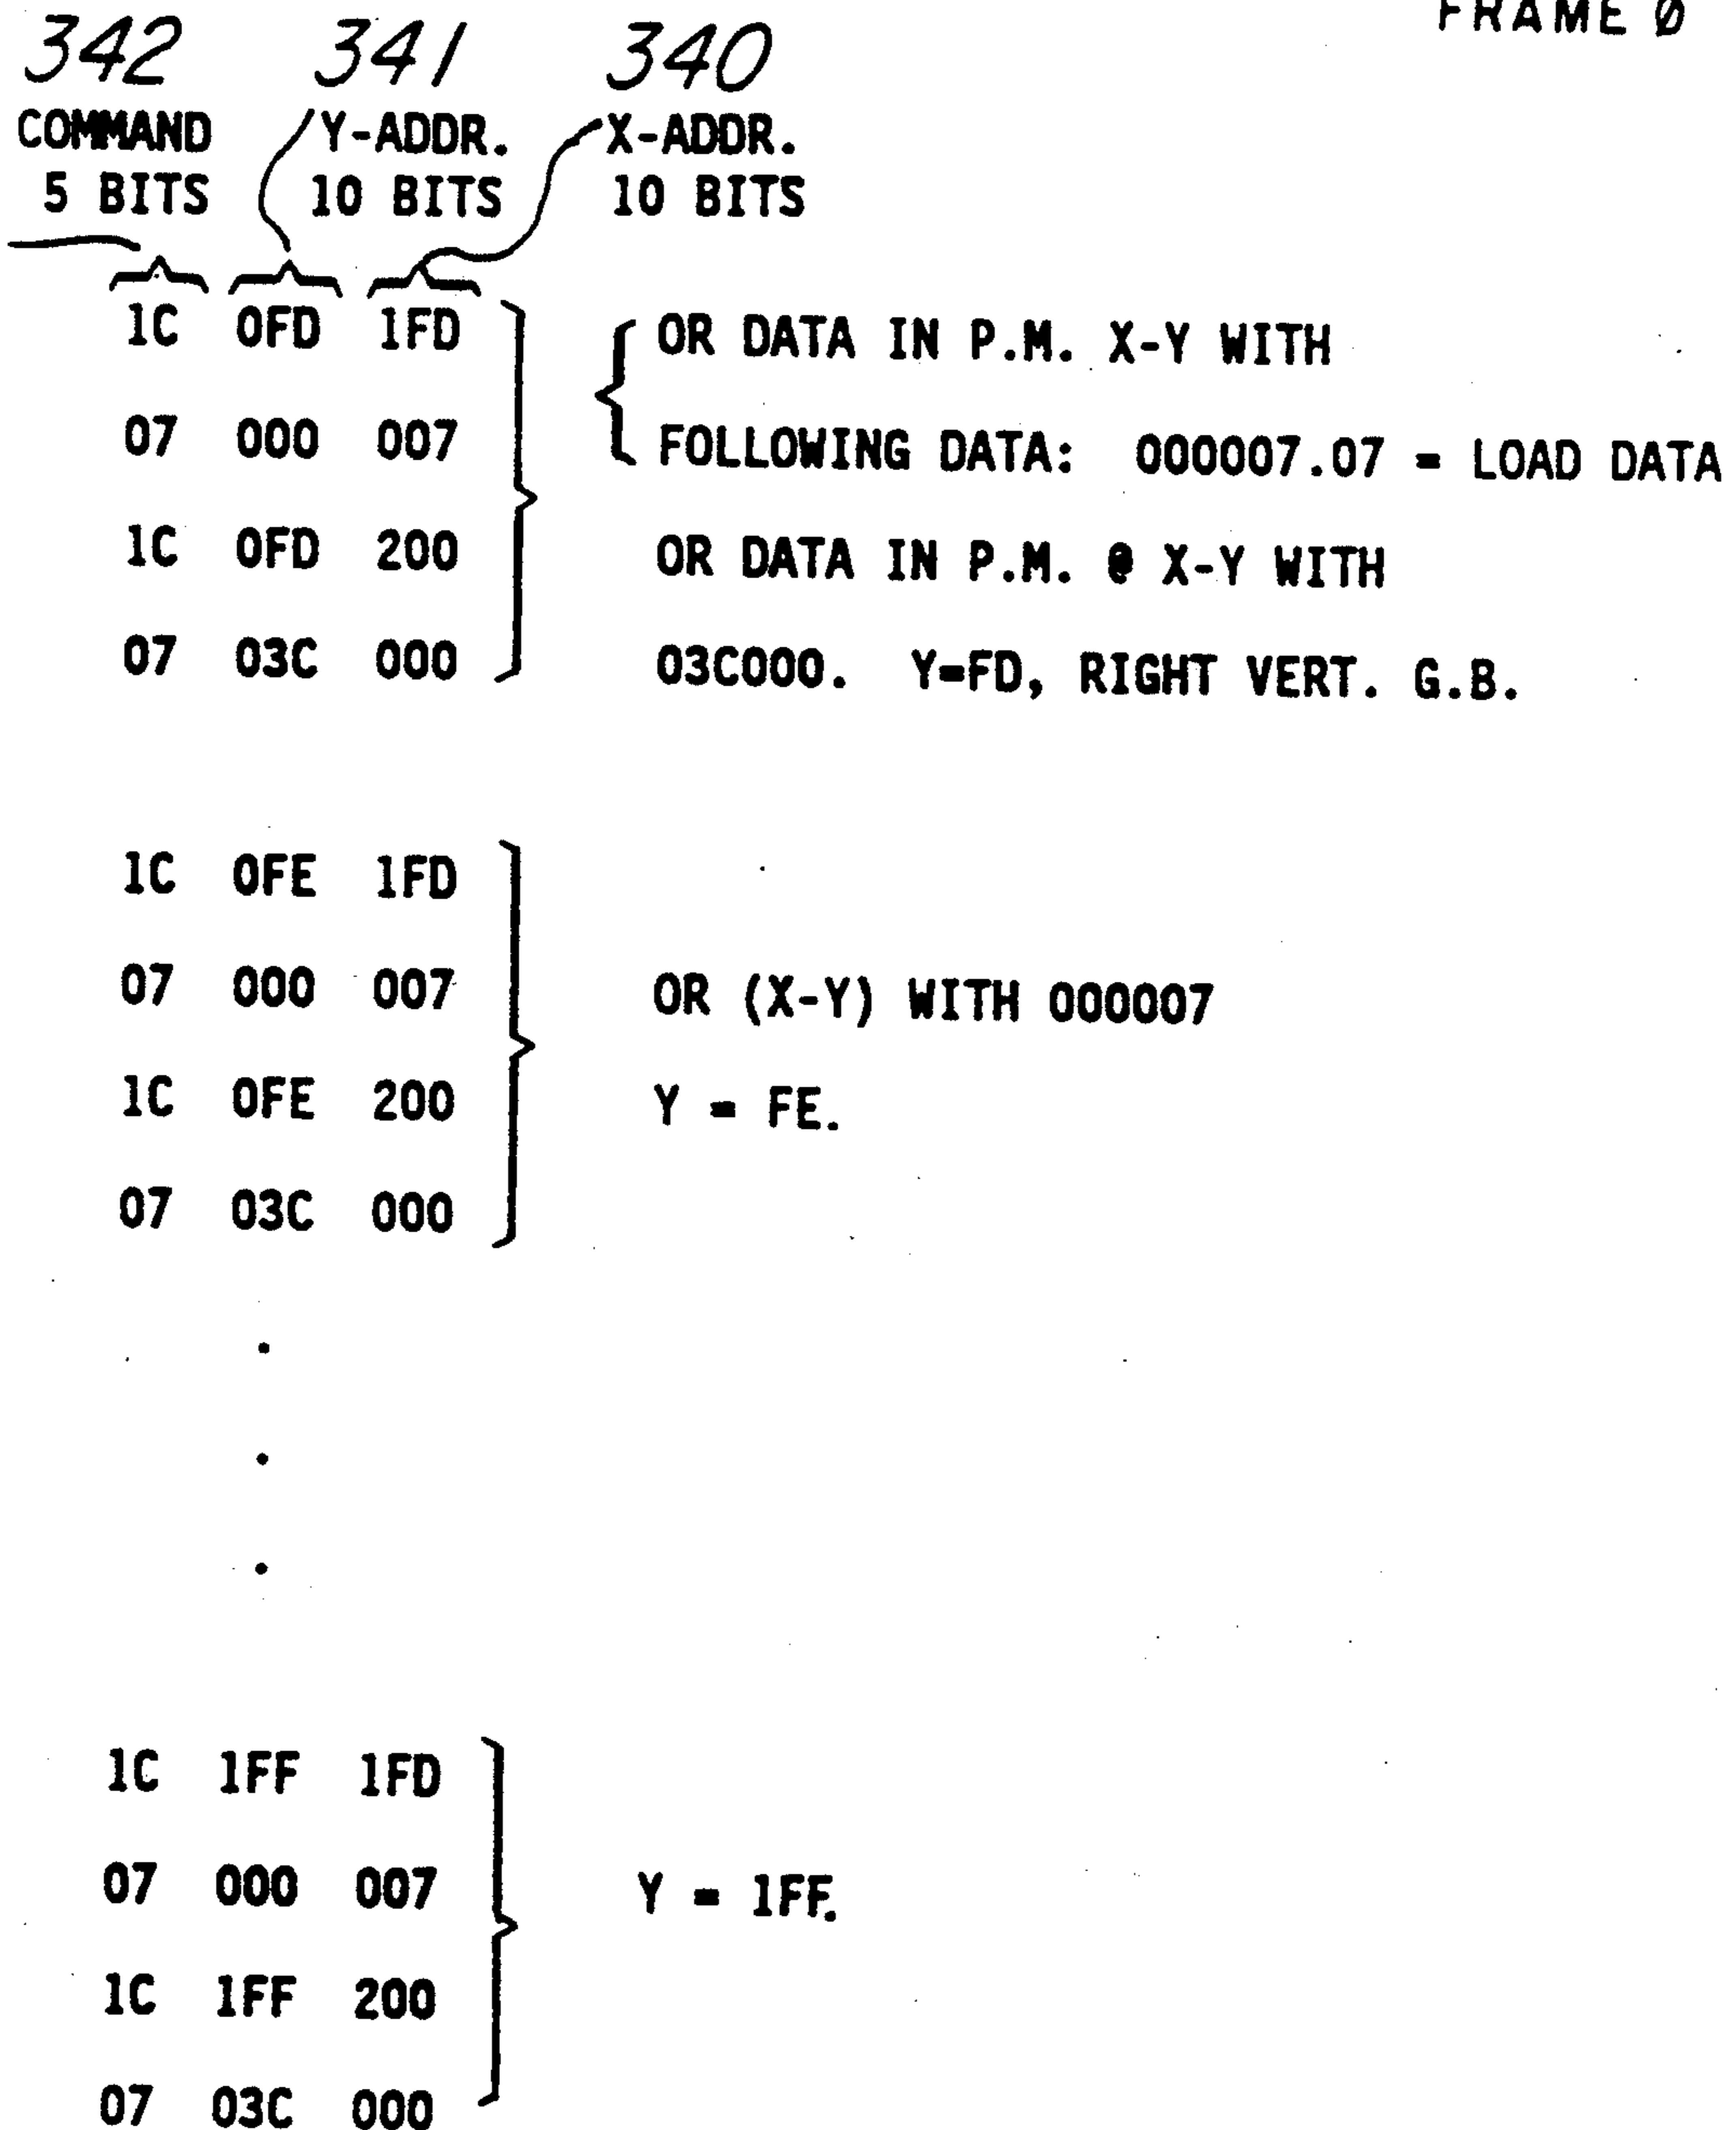 FRAME Ø
342 341 340
COMMAND Y-ADDR. X-ADDR.
5 BITS 10 BITS 10 BITS
1C 0FD 1FD OR DATA IN P.M. X-Y WITH
07 000 007 FOLLOWING DATA: 000007.07 = LOAD DATA
1C 0FD 200 OR DATA IN P.M. @ X-Y WITH
07 03C 000 03C000. Y=FD, RIGHT VERT. G.B.
1C 0FE 1FD
07 000 007 OR (X-Y) WITH 000007
1C 0FE 200 Y = FE.
07 03C 000
1C 1FF 1FD
07 000 007 Y = 1FF.
1C 1FF 200
07 03C 000